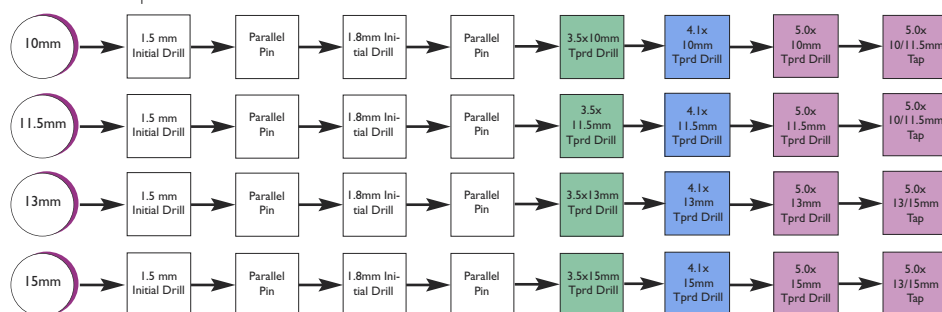 10mm
1.5 mm
Initial Drill
Parallel
Pin
1.8mm Ini-
tial Drill
Parallel
Pin
3.5x10mm
Tprd Drill
4.1x
10mm
Tprd Drill
5.0x
10mm
Tprd Drill
5.0x
10/11.5mm
Tap
11.5mm
1.5 mm
Initial Drill
Parallel
Pin
1.8mm Ini-
tial Drill
Parallel
Pin
3.5x
11.5mm
Tprd Drill
4.1x
11.5mm
Tprd Drill
5.0x
11.5mm
Tprd Drill
5.0x
10/11.5mm
Tap
13mm
1.5 mm
Initial Drill
Parallel
Pin
1.8mm Ini-
tial Drill
Parallel
Pin
3.5x13mm
Tprd Drill
4.1x
13mm
Tprd Drill
5.0x
13mm
Tprd Drill
5.0x
13/15mm
Tap
15mm
1.5 mm
Initial Drill
Parallel
Pin
1.8mm Ini-
tial Drill
Parallel
Pin
3.5x15mm
Tprd Drill
4.1x
15mm
Tprd Drill
5.0x
15mm
Tprd Drill
5.0x
13/15mm
Tap